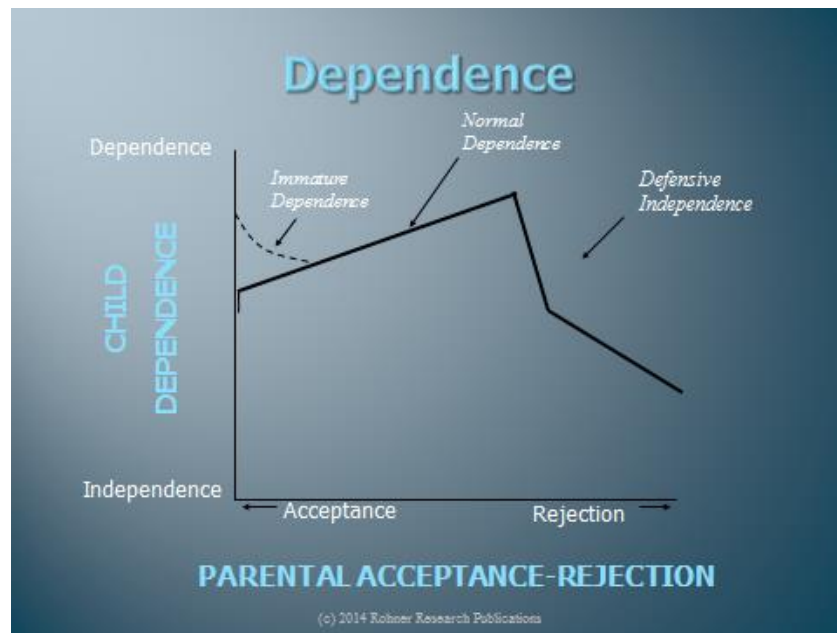 Dependence
Normal
Dependence
Dependence
Immature
Dependence
Defensive
Independence
CHILD
DEPENDENCE
Independence
Acceptance
Rejection
PARENTAL ACCEPTANCE-REJECTION
(c) 2014 Rohner Research Publications